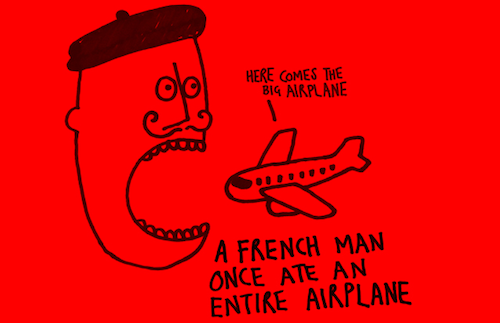 HERE COMES THE
BIG AIRPLANE
A FRENCH MAN
ONCE ATE AN
ENTIRE AIRPLANE